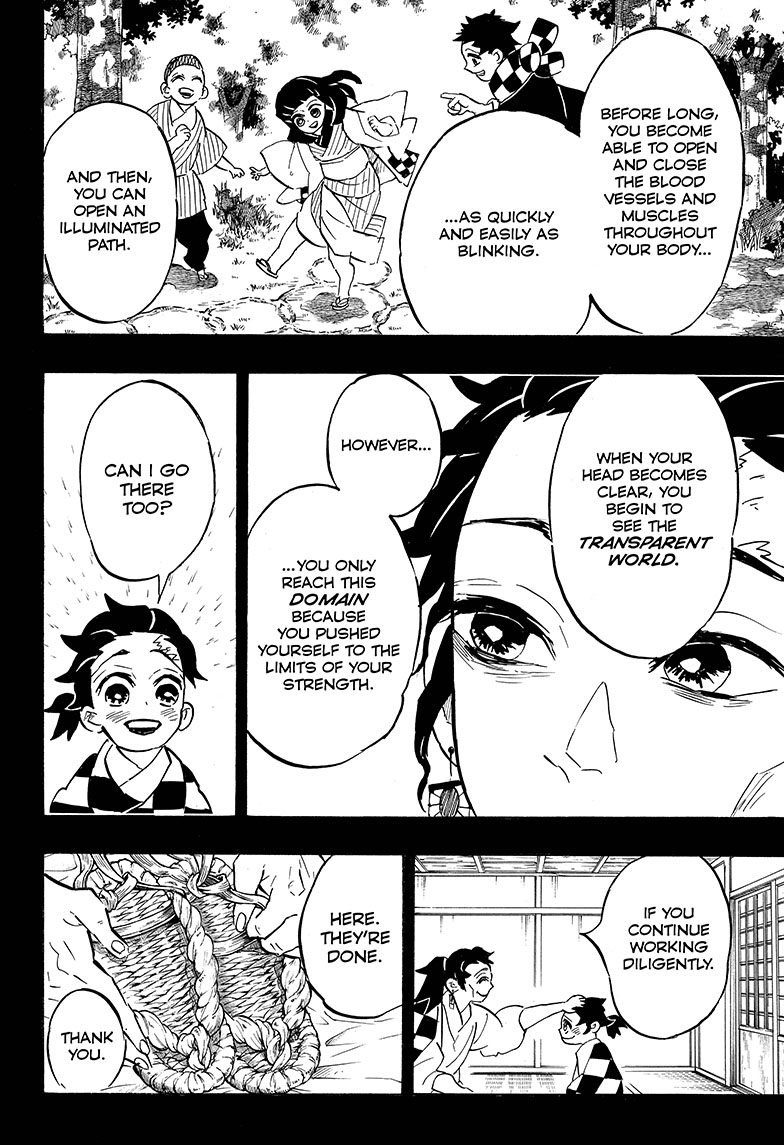 BEFORE LONG,
YOU BECOME
ABLE TO OPEN
AND CLOSE
THE BLOOD
VESSELS AND
MUSCLES
THROUGHOUT
YOUR BODY...
...AS QUICKLY
AND EASILY AS
BLINKING.
AND THEN,
YOU CAN
OPEN AN
ILLUMINATED
PATH.
WHEN YOUR
HEAD BECOMES
CLEAR, YOU
BEGIN TO
SEE THE
TRANSPARENT
WORLD.
HOWEVER...
...YOU ONLY
REACH THIS
DOMAIN
BECAUSE
YOU PUSHED
YOURSELF TO THE
LIMITS OF YOUR
STRENGTH.
CAN I GO
THERE
TOO?
IF YOU
CONTINUE
WORKING
DILIGENTLY.
HERE.
THEY'RE
DONE.
THANK
YOU.